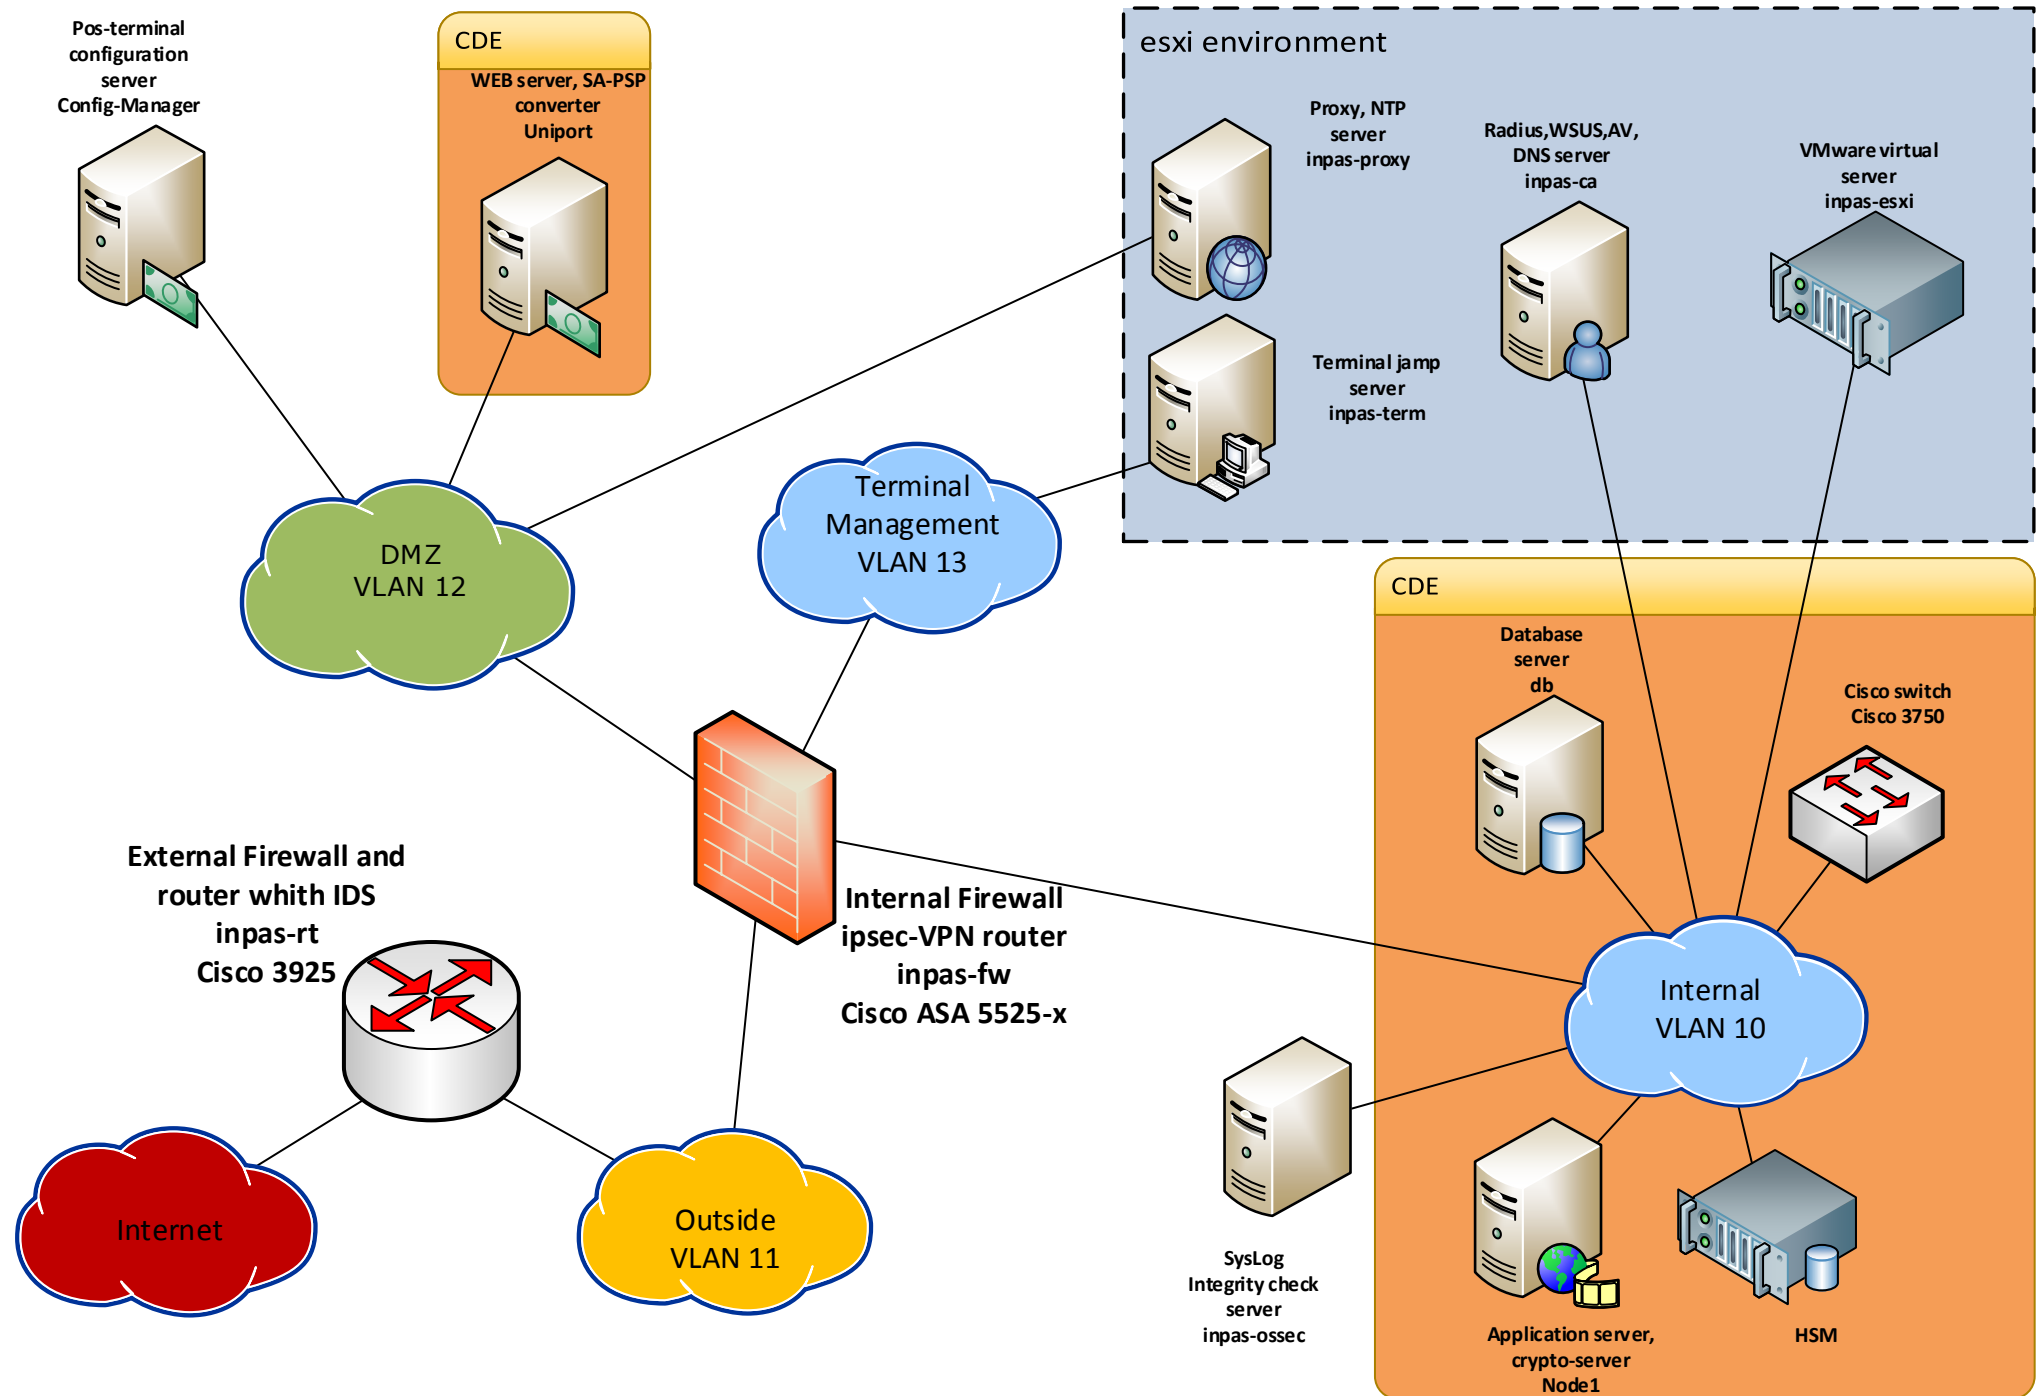 Pos-terminal
configuration
server
Config-Manager
CDE
WEB server, SA-PSP
converter
Uniport
esxi environment
Proxy, NTP
server
inpas-proxy
Radius,WSUS,AV,
DNS server
inpas-ca
VMware virtual
server
inpas-esxi
Terminal jamp
server
inpas-term
Terminal
Management
VLAN 13
DMZ
VLAN 12
CDE
Database
server
db
Cisco switch
Cisco 3750
External Firewall and
router whith IDS
inpas-rt
Cisco 3925
Internal Firewall
ipsec-VPN router
inpas-fw
Cisco ASA 5525-x
Internal
VLAN 10
Internet
Outside
VLAN 11
SysLog
Integrity check
server
inpas-ossec
Application server,
crypto-server
Node1
HSM